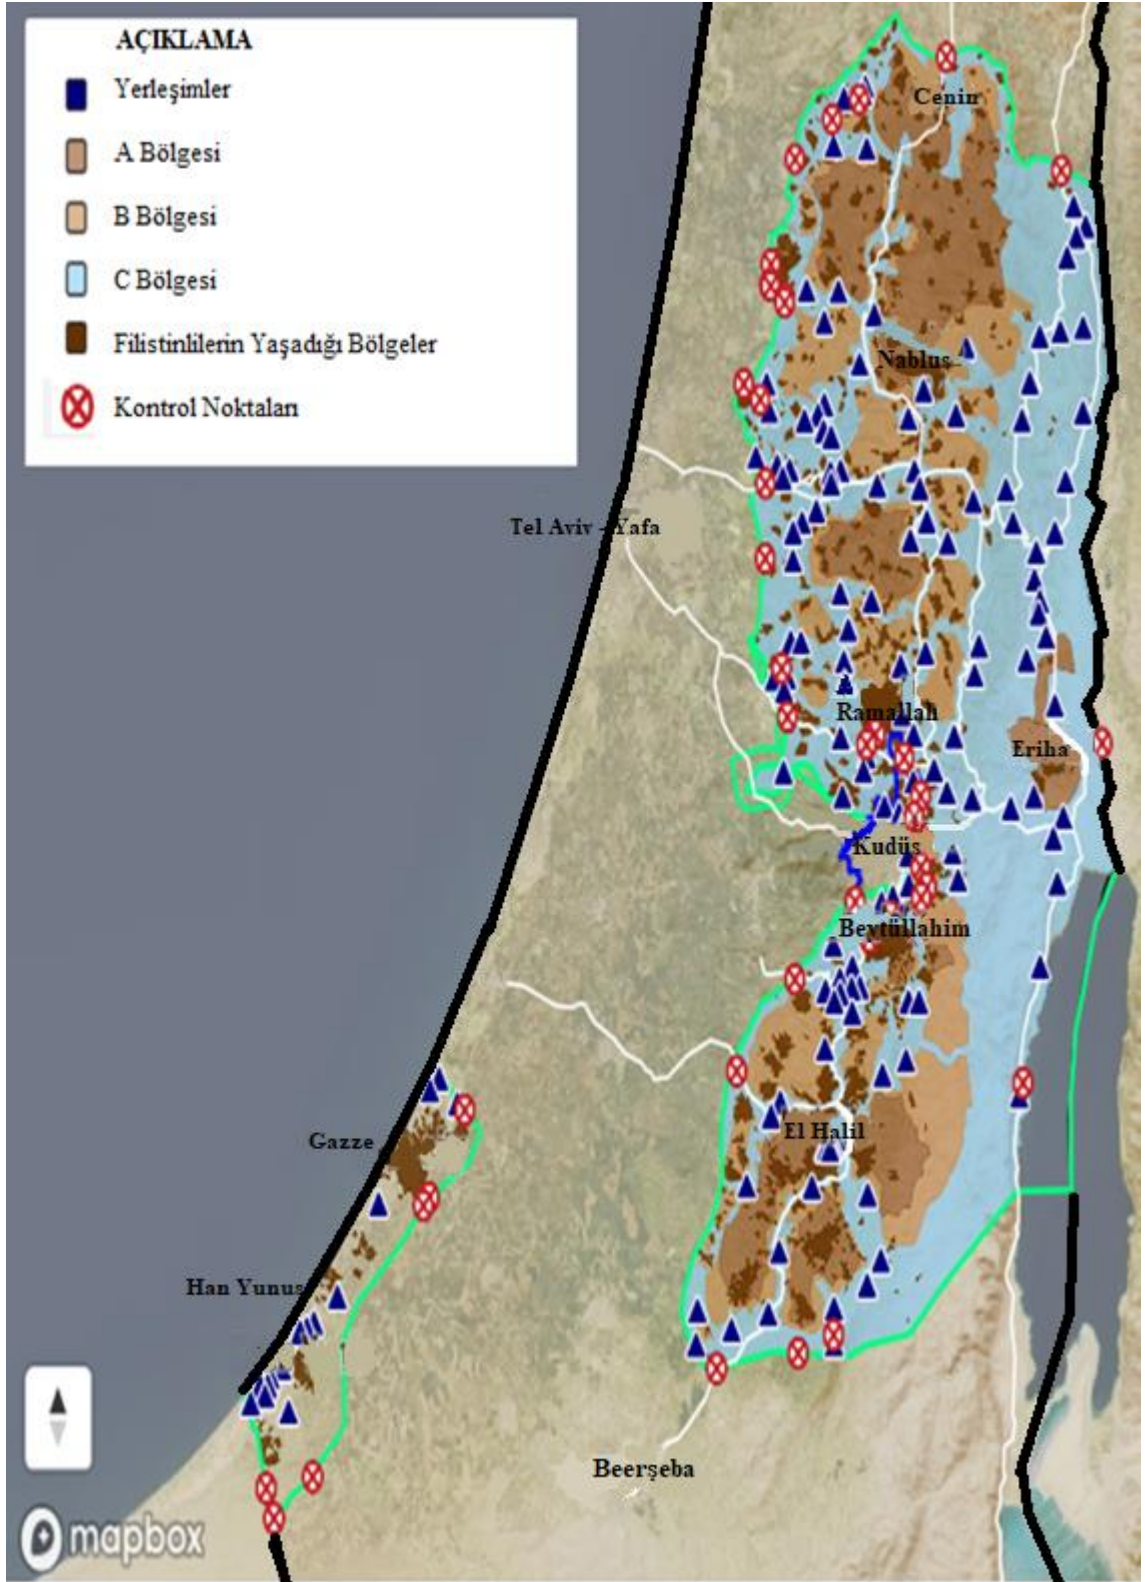 AÇIKLAMA
Yerleşimler
A Bölgesi
B Bölgesi
C Bölgesi
Filistinlilerin Yaşadığı Bölgeler
Kontrol Noktaları
Cenin
Nablus
Tel Aviv - Yafa
Ramallah
Eriha
Kudüs
Beytüllahim
Gazze
El Halil
Han Yunus
Beerşeba
mapbox